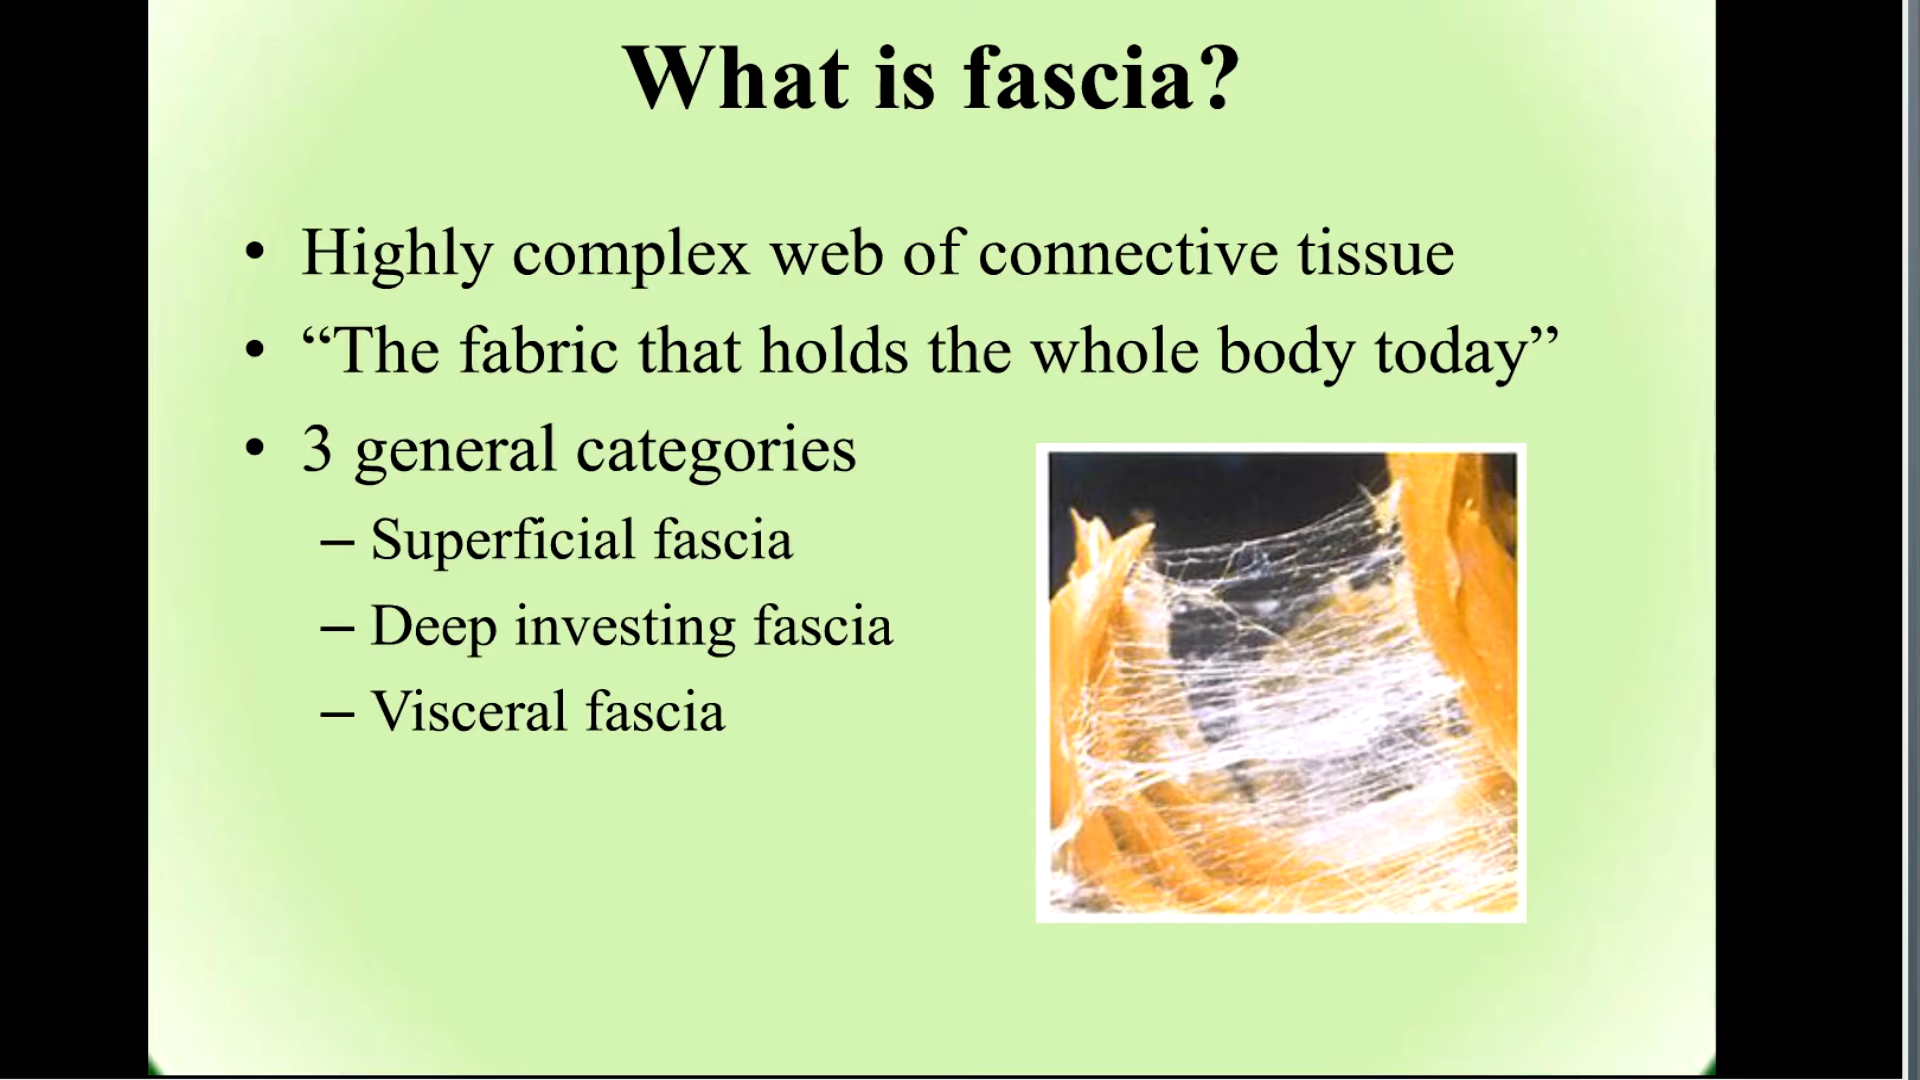 What is fascia?
• Highly complex web of connective tissue
• “The fabric that holds the whole body today”
• 3 general categories
– Superficial fascia
– Deep investing fascia
– Visceral fascia